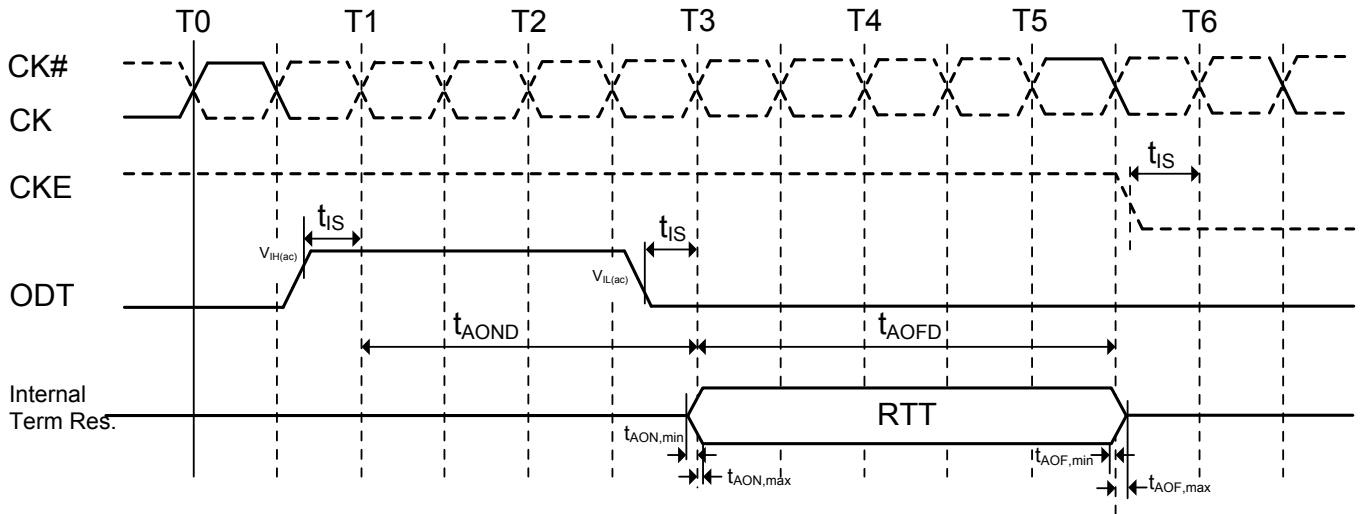 T0 T1 T2 T3 T4 T5 T6
CK#
CK
CKE
tIS
tIS
tIS
VIH(ac)
VIL(ac)
ODT
tAOND
tAOFD
Internal
Term Res.
RTT
tAON,min
tAOF,min
tAON,max
tAOF,max